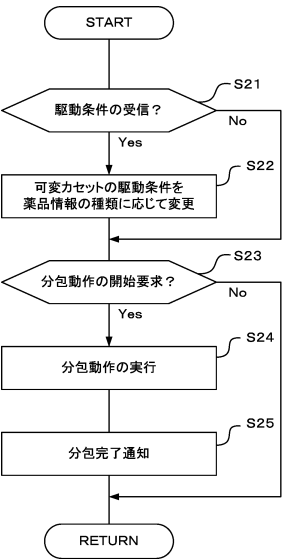 START
S21
駆動条件の受信？
No
Yes
S22
可変カセットの駆動条件を
薬品情報の種類に応じて変更
S23
分包動作の開始要求？
No
Yes
S24
分包動作の実行
S25
分包完了通知
RETURN